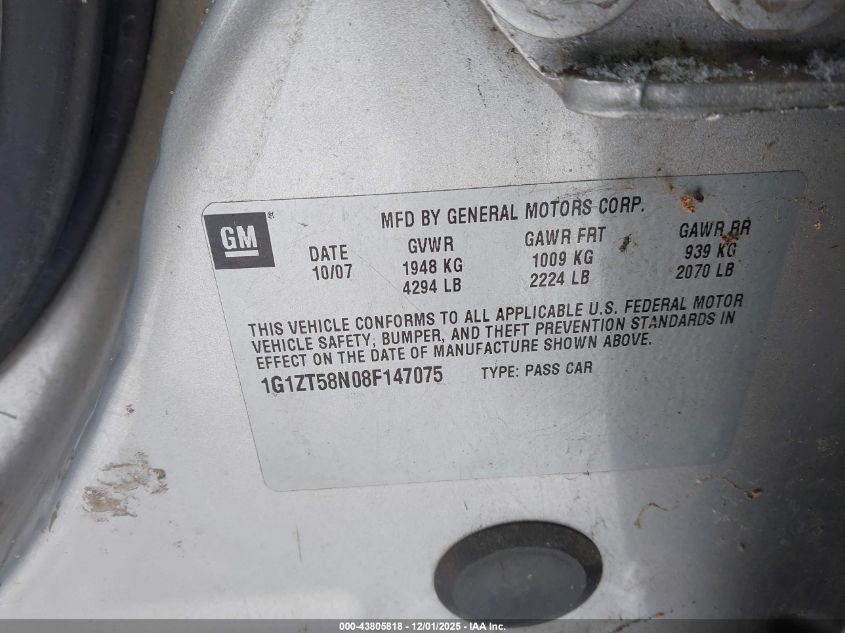 MFD BY GENERAL MOTORS CORP.
GM®
DATE GVWR GAWR FRT GAWR RR
10/07 1948 KG 1009 KG 939 KG
4294 LB 2224 LB 2070 LB
THIS VEHICLE CONFORMS TO ALL APPLICABLE U.S. FEDERAL MOTOR
VEHICLE SAFETY, BUMPER, AND THEFT PREVENTION STANDARDS IN
EFFECT ON THE DATE OF MANUFACTURE SHOWN ABOVE.
1G1ZT58N08F147075 TYPE: PASS CAR
000-43805818 - 12/01/2025 - IAA Inc.